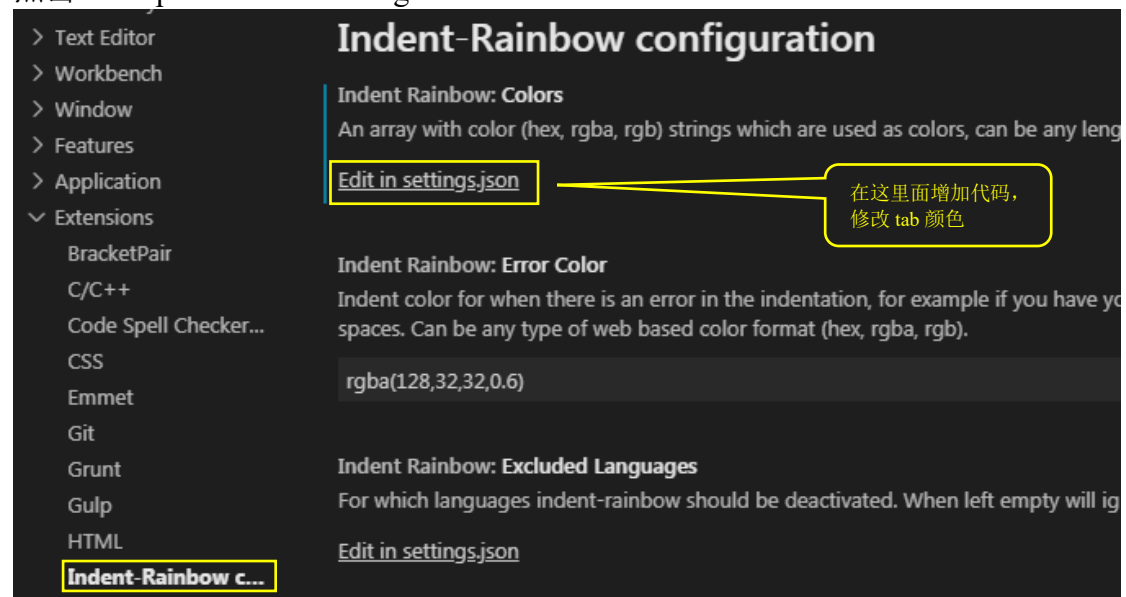 Text Editor
Workbench
Window
Features
Application
Extensions
BracketPair
C/C++
Code Spell Checker...
CSS
Emmet
Git
Grunt
Gulp
HTML
Indent-Rainbow c...
Indent-Rainbow configuration
Indent Rainbow: Colors
An array with color (hex, rgba, rgb) strings which are used as colors, can be any leng
Edit in settings.json
在这里面增加代码，
修改 tab 颜色
Indent Rainbow: Error Color
Indent color for when there is an error in the indentation, for example if you have yo
spaces. Can be any type of web based color format (hex, rgba, rgb).
rgba(128,32,32,0.6)
Indent Rainbow: Excluded Languages
For which languages indent-rainbow should be deactivated. When left empty will ig
Edit in settings.json